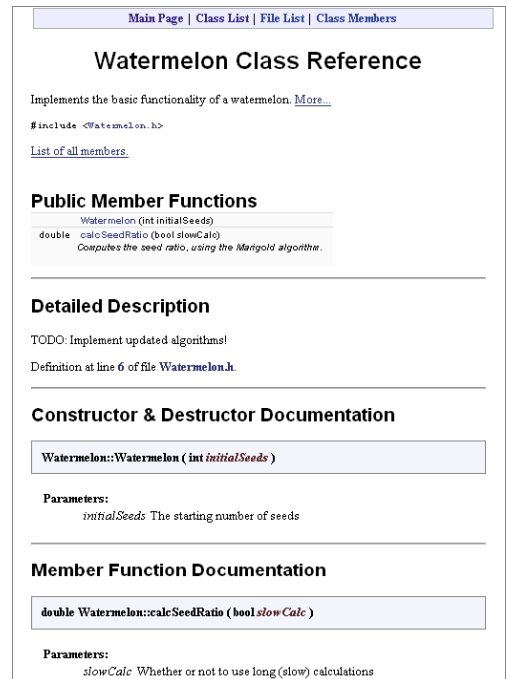 Main Page | Class List | File List | Class Members
Watermelon Class Reference
Implements the basic functionality of a watermelon. More...
#include <Watermelon.h>
List of all members.
Public Member Functions
Watermelon (int initialSeeds)
double calcSeedRatio (bool slowCalc)
Computes the seed ratio, using the Marigold algorithm.
Detailed Description
TODO: Implement updated algorithms!
Definition at line 6 of file Watermelon.h.
Constructor & Destructor Documentation
Watermelon::Watermelon ( int initialSeeds )
Parameters:
initialSeeds The starting number of seeds
Member Function Documentation
double Watermelon::calcSeedRatio ( bool slowCalc )
Parameters:
slowCalc Whether or not to use long (slow) calculations